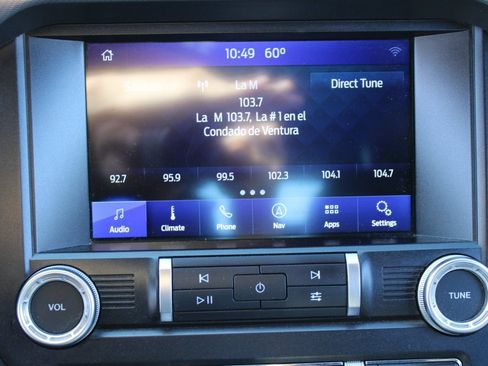 10:49 60°
La M
Direct Tune
103.7
La M 103.7, La #1 en el
Condado de Ventura
92.7 95.9 99.5 102.3 104.1 104.7
Audio Climate Phone Nav Apps Settings
VOL
TUNE